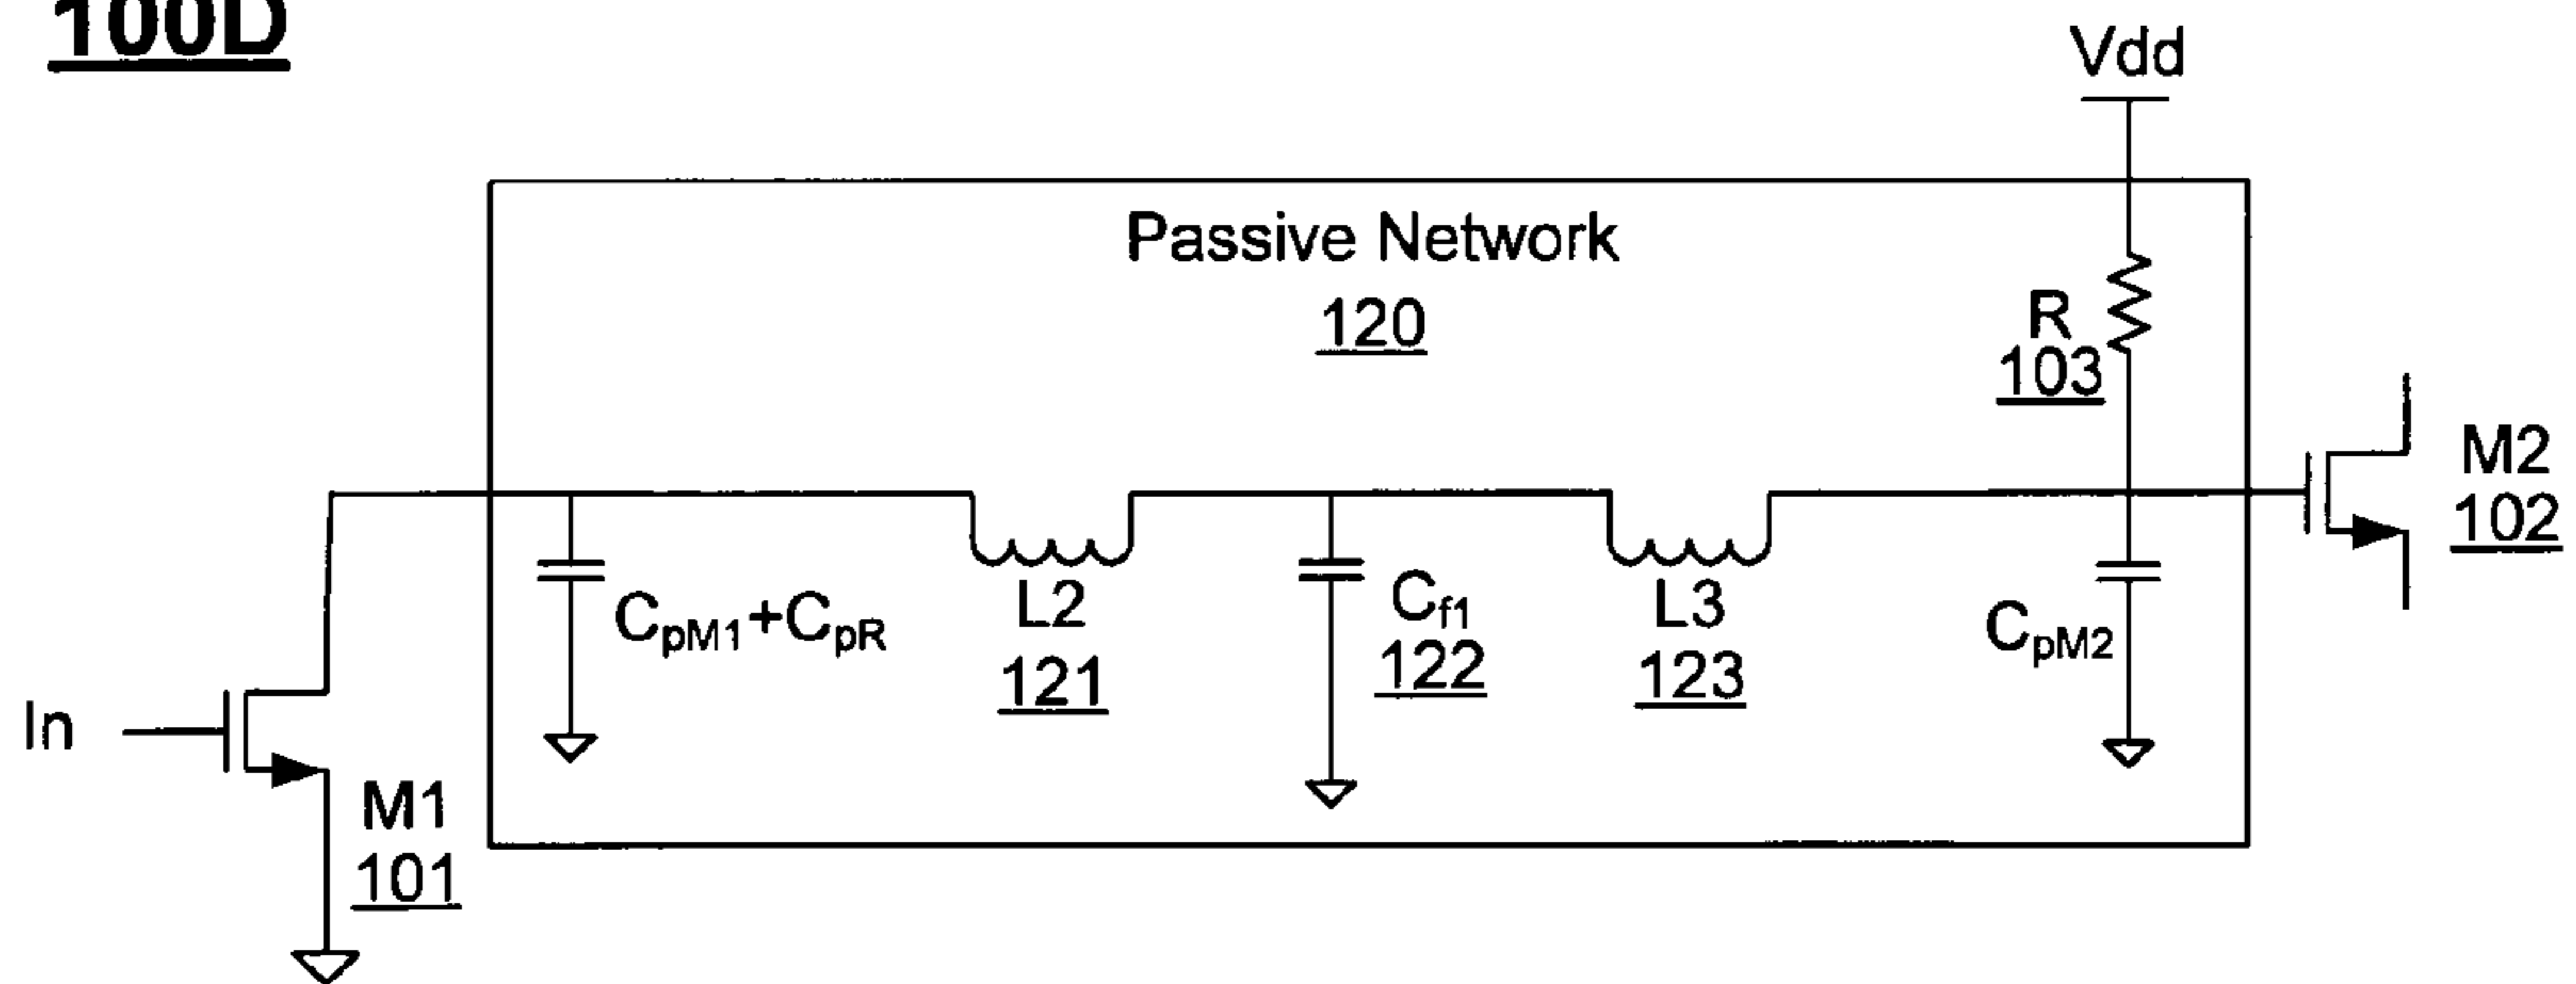 100D
Vdd
Passive Network
120
R
103
M2
102
CpM1+CpR
L2
121
Cf1
122
L3
123
CpM2
In
M1
101